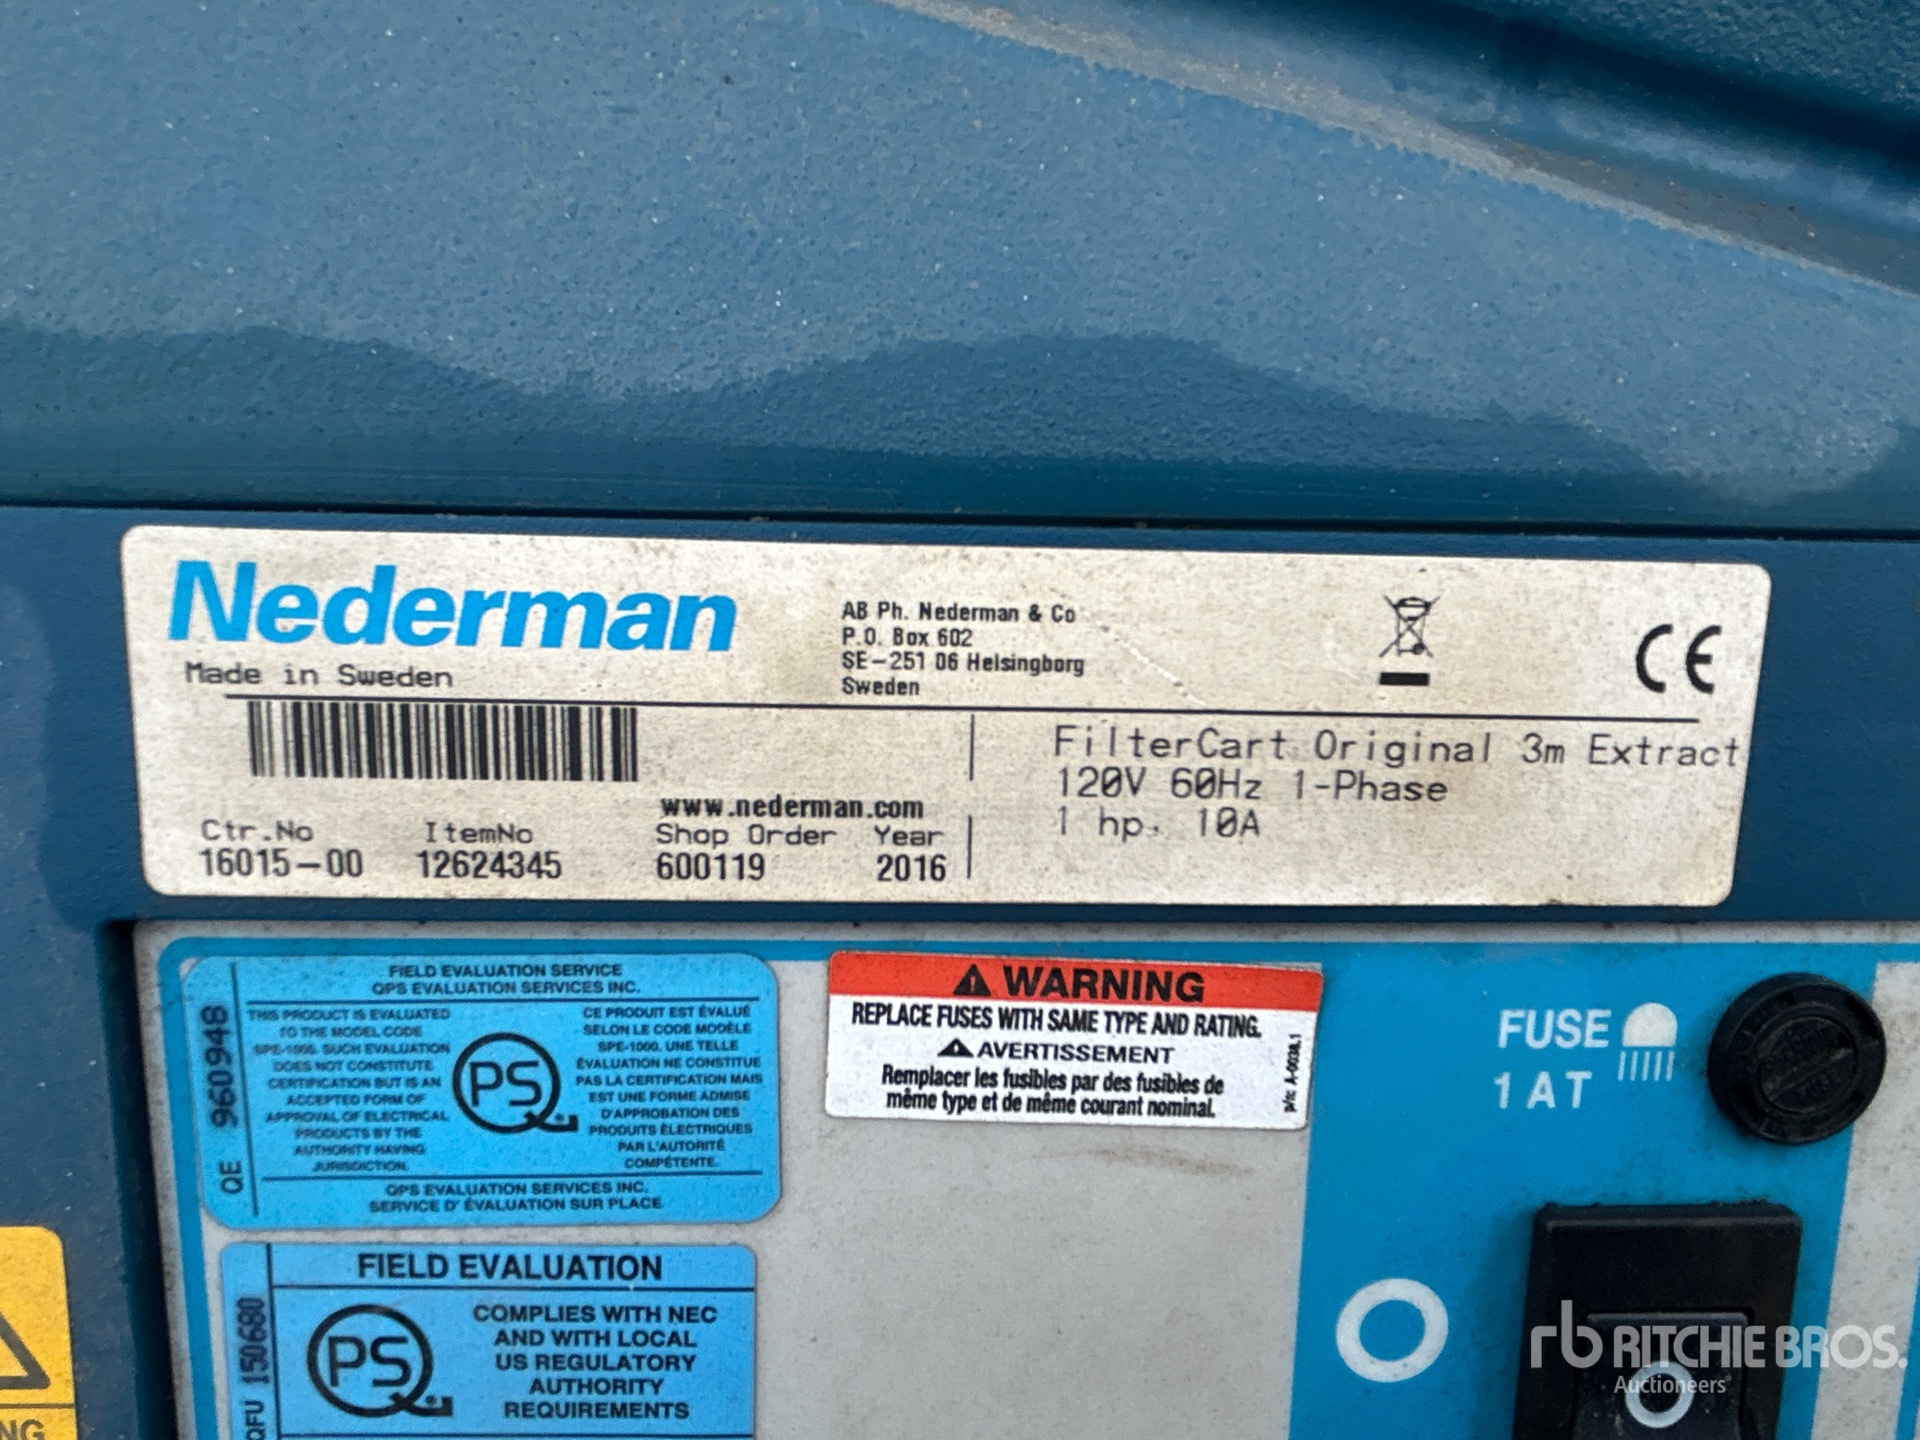 Nederman
Made in Sweden
AB Ph. Nederman & Co
P.O. Box 602
SE-251 06 Helsingborg
Sweden
CE
FilterCart Original 3m Extract
120V 60Hz 1-Phase
1 hp, 10A
www.nederman.com
Ctr.No ItemNo Shop Order Year
16015-00 12624345 600119 2016
QE 960948
FIELD EVALUATION SERVICE
QPS EVALUATION SERVICES INC.
THIS PRODUCT IS EVALUATED
TO THE MODEL CODE
SPE-1000. SUCH EVALUATION
DOES NOT CONSTITUTE
CERTIFICATION BUT IS AN
ACCEPTED FORM OF
APPROVAL OF ELECTRICAL
PRODUCTS BY THE
AUTHORITY HAVING
JURISDICTION.
QPS
CE PRODUIT EST ÉVALUÉ
SELON LE CODE MODÈLE
SPE-1000. UNE TELLE
ÉVALUATION NE CONSTITUE
PAS LA CERTIFICATION MAIS
EST UNE FORME ADMISE
D'APPROBATION DES
PRODUITS ÉLECTRIQUES
PAR L'AUTORITÉ
COMPÉTENTE.
QPS EVALUATION SERVICES INC.
SERVICE D'ÉVALUATION SUR PLACE
WARNING
REPLACE FUSES WITH SAME TYPE AND RATING.
AVERTISSEMENT
Remplacer les fusibles par des fusibles de
même type et de même courant nominal.
P/N: A-0038.1
FUSE
1 A T
QFU 150680
FIELD EVALUATION
QPS
COMPLIES WITH NEC
AND WITH LOCAL
US REGULATORY
AUTHORITY
REQUIREMENTS
NG
rb RITCHIE BROS.
Auctioneers